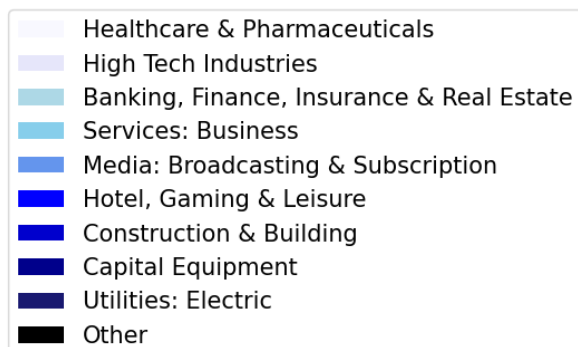 Healthcare & Pharmaceuticals
High Tech Industries
Banking, Finance, Insurance & Real Estate
Services: Business
Media: Broadcasting & Subscription
Hotel, Gaming & Leisure
Construction & Building
Capital Equipment
Utilities: Electric
Other